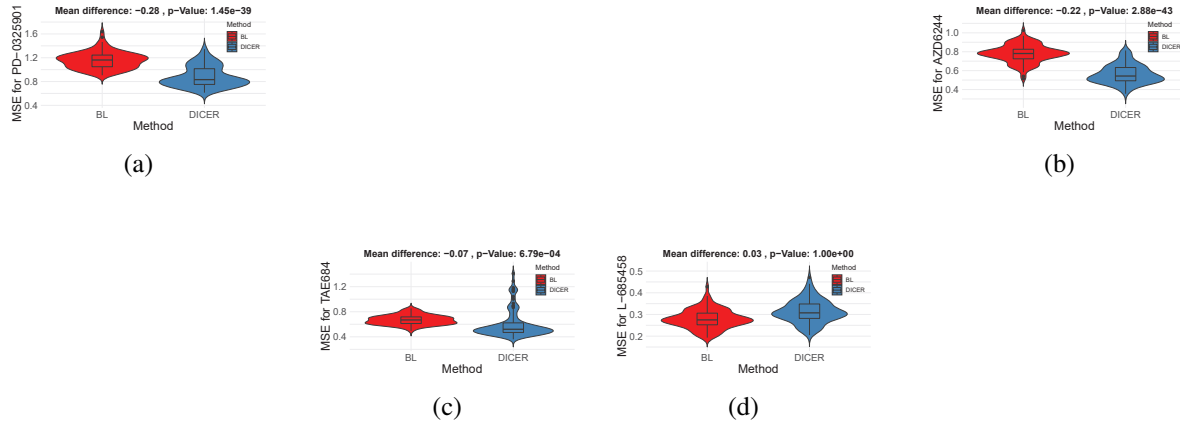 Mean difference: −0.28 , p−Value: 1.45e−39
MSE for PD−0325901
1.6
1.2
0.8
0.4
Method
BL
DICER
BL
DICER
Method
(a)
Mean difference: −0.22 , p−Value: 2.88e−43
MSE for AZD6244
1.0
0.8
0.6
0.4
Method
BL
DICER
BL
DICER
Method
(b)
Mean difference: −0.07 , p−Value: 6.79e−04
MSE for TAE684
1.2
0.8
0.4
Method
BL
DICER
BL
DICER
Method
(c)
Mean difference: 0.03 , p−Value: 1.00e+00
MSE for L−685458
0.5
0.4
0.3
0.2
Method
BL
DICER
BL
DICER
Method
(d)